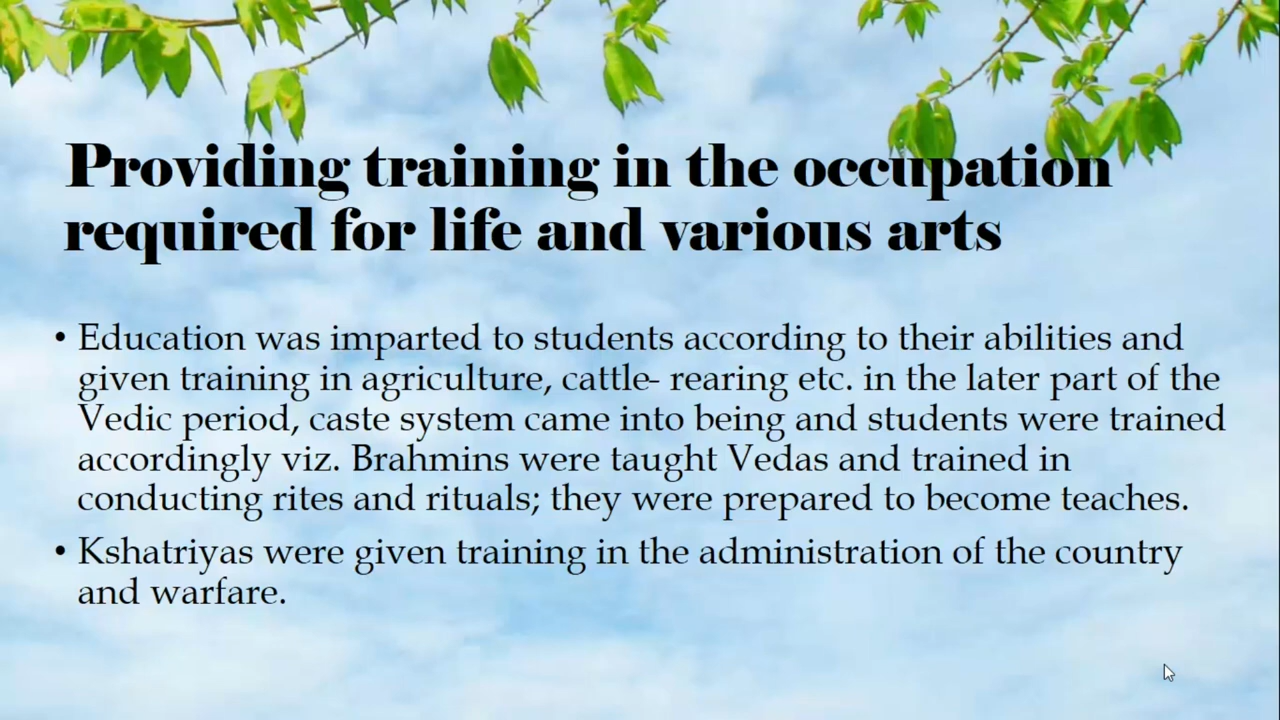 Providing training in the occupation
required for life and various arts
• Education was imparted to students according to their abilities and
given training in agriculture, cattle- rearing etc. in the later part of the
Vedic period, caste system came into being and students were trained
accordingly viz. Brahmins were taught Vedas and trained in
conducting rites and rituals; they were prepared to become teaches.
• Kshatriyas were given training in the administration of the country
and warfare.